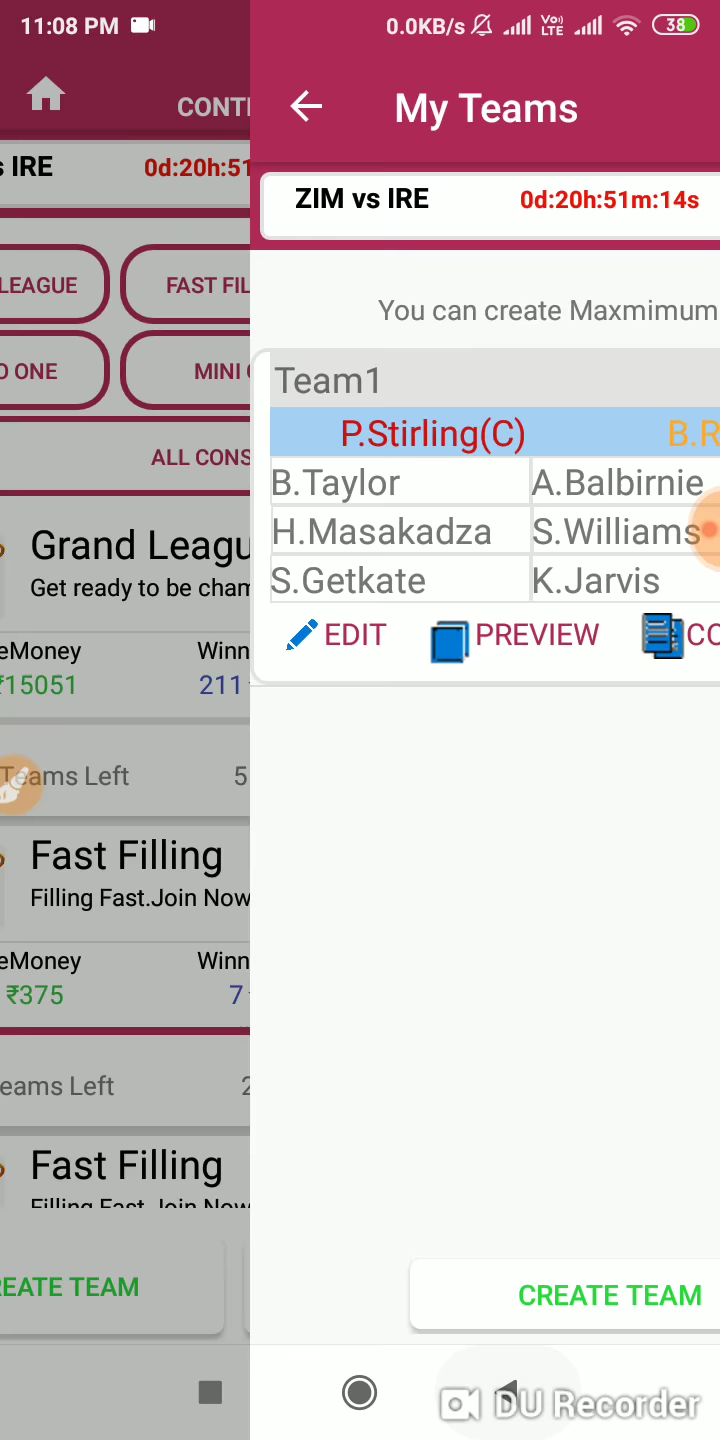 11:08 PM
0.0KB/s Vo)) LTE 38
CONT
My Teams
s IRE 0d:20h:51
ZIM vs IRE 0d:20h:51m:14s
LEAGUE FAST FIL
You can create Maxmimum
O ONE MINI
Team1
P.Stirling(C) B.R
ALL CONS
B.Taylor A.Balbirnie
H.Masakadza S.Williams
S.Getkate K.Jarvis
EDIT PREVIEW CO
Grand Leagu
Get ready to be cham
eMoney Winn
₹15051 211
Teams Left 5
Fast Filling
Filling Fast.Join Now
eMoney Winn
₹375 7
eams Left 2
Fast Filling
Filling Fast.Join Now
REATE TEAM
CREATE TEAM
DU Recorder